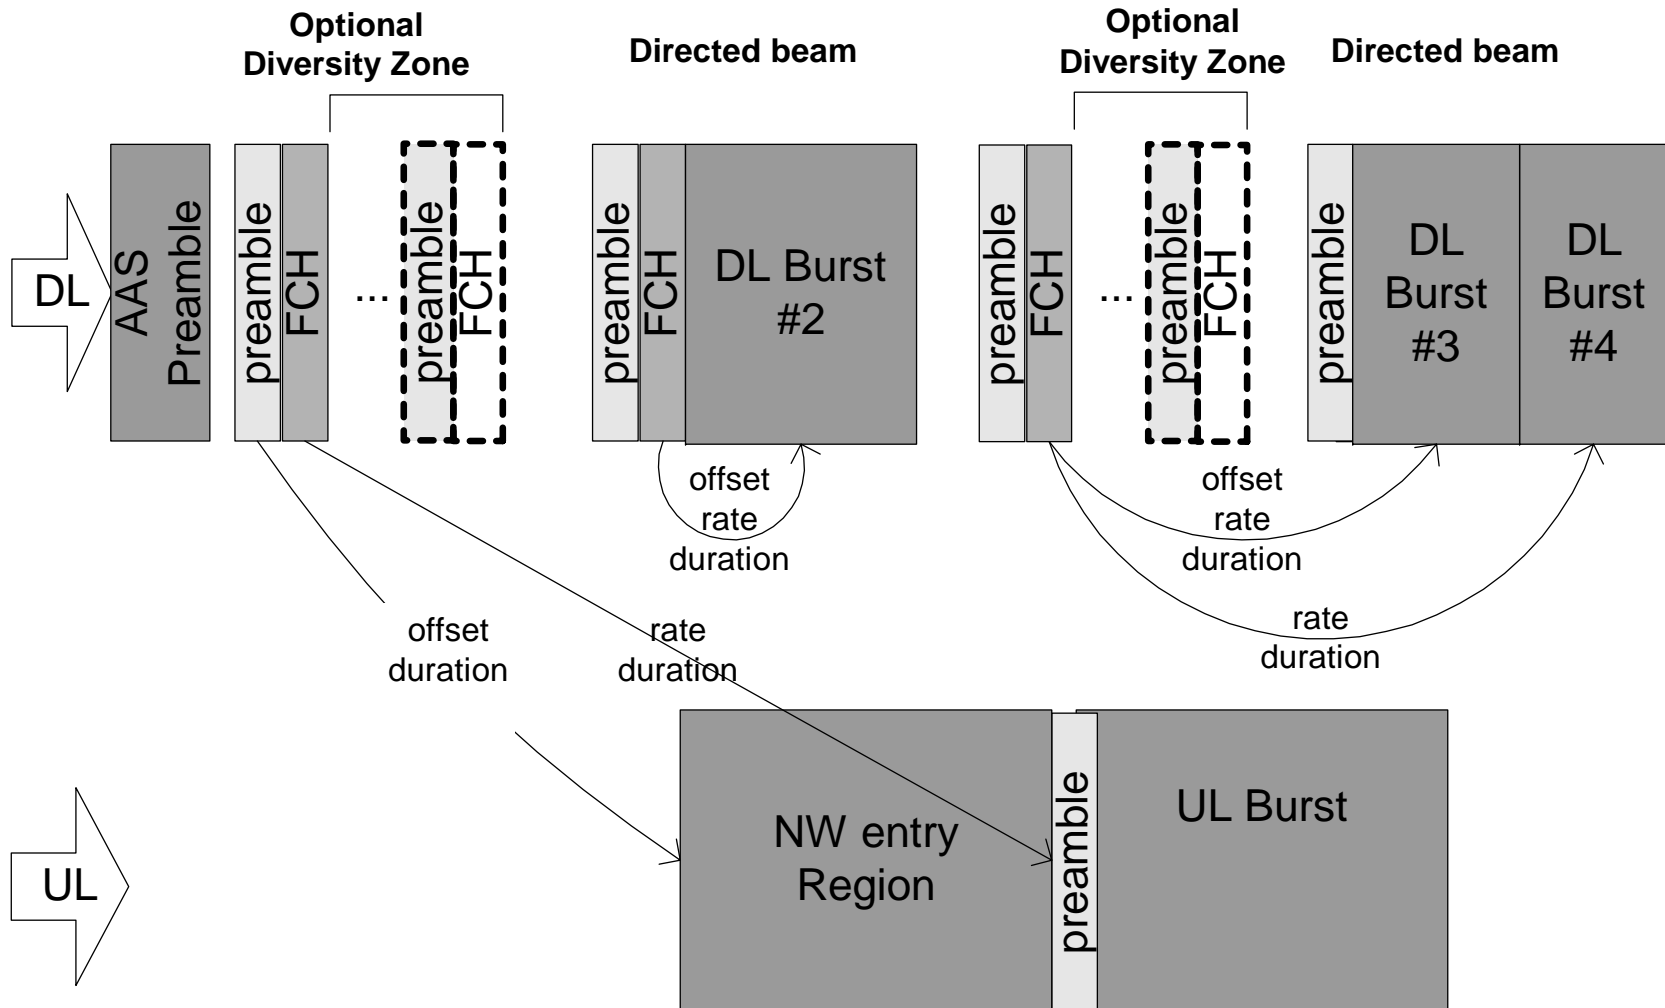 Optional
Diversity Zone
Directed beam
Optional
Diversity Zone
Directed beam
DL
AAS
Preamble
preamble
FCH
...
preamble
FCH
preamble
FCH
DL Burst
#2
preamble
FCH
...
preamble
FCH
preamble
DL
Burst
#3
DL
Burst
#4
offset
rate
duration
offset
rate
duration
rate
duration
offset
duration
rate
duration
UL
NW entry
Region
preamble
UL Burst